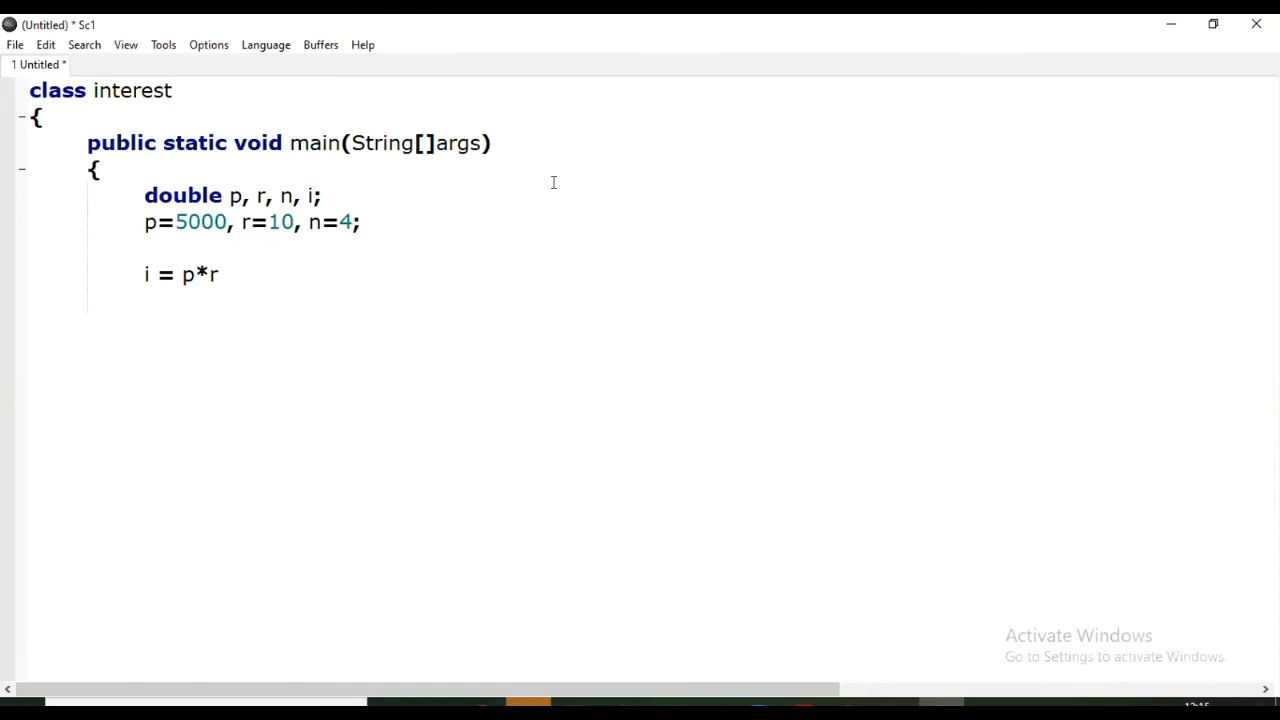 (Untitled) * Sc1
File Edit Search View Tools Options Language Buffers Help
1 Untitled *
class interest
{
public static void main(String[]args)
{
double p, r, n, i;
p=5000, r=10, n=4;
i = p*r
Activate Windows
Go to Settings to activate Windows.